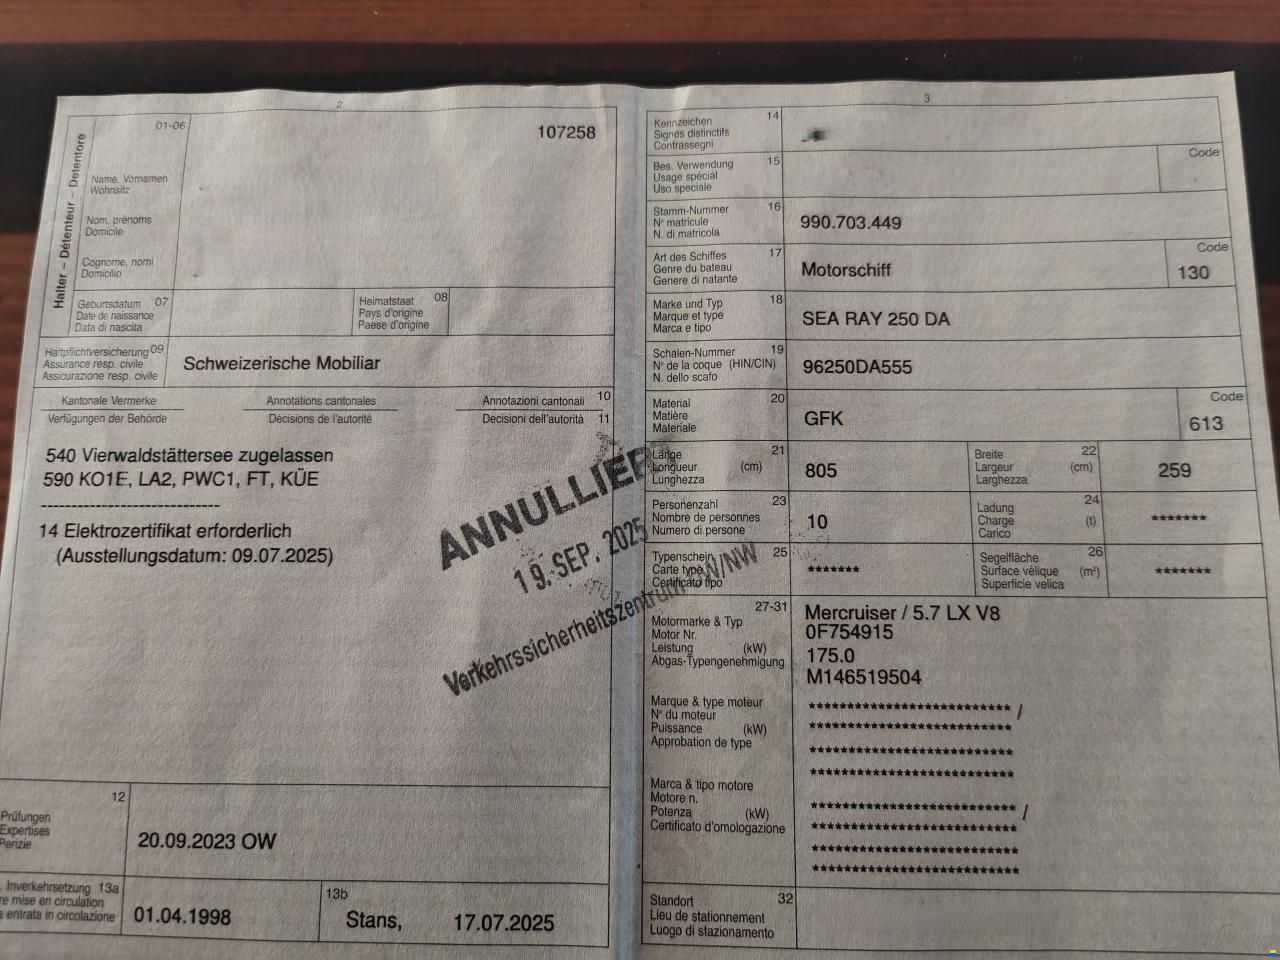 2
01-06
107258
Halter – Détenteur – Detentore
Name, Vornamen
Wohnsitz
Nom, prénoms
Domicile
Cognome, nomi
Domicilio
Geburtsdatum 07
Date de naissance
Data di nascita
Heimatstaat 08
Pays d'origine
Paese d'origine
Haftpflichtversicherung 09
Assurance resp. civile
Assicurazione resp. civile
Schweizerische Mobiliar
Kantonale Vermerke Annotations cantonales Annotazioni cantonali 10
Verfügungen der Behörde Décisions de l'autorité Decisioni dell'autorità 11
540 Vierwaldstättersee zugelassen
590 KO1E, LA2, PWC1, FT, KÜE
------------------------------
14 Elektrozertifikat erforderlich
(Ausstellungsdatum: 09.07.2025)
ANNULLIERT
19. SEP. 2025
Verkehrssicherheitszentrum OW/NW
12
Prüfungen
Expertises
Perizie
20.09.2023 OW
. Inverkehrsetzung 13a
re mise en circulation
a entrata in circolazione
01.04.1998
13b
Stans, 17.07.2025
3
Kennzeichen 14
Signes distinctifs
Contrassegni
Bes. Verwendung 15
Usage spécial
Uso speciale
Code
Stamm-Nummer 16
N° matricule
N. di matricola
990.703.449
Art des Schiffes 17
Genre du bateau
Genere di natante
Motorschiff
Code
130
Marke und Typ 18
Marque et type
Marca e tipo
SEA RAY 250 DA
Schalen-Nummer 19
N° de la coque (HIN/CIN)
N. dello scafo
96250DA555
Material 20
Matière
Materiale
GFK
Code
613
Länge 21
Longueur (cm)
Lunghezza
805
Breite 22
Largeur (cm)
Larghezza
259
Personenzahl 23
Nombre de personnes
Numero di persone
10
Ladung 24
Charge (t)
Carico
*******
Typenschein 25
Carte type
Certificato tipo
*******
Segelfläche 26
Surface vélique (m²)
Superficie velica
*******
27-31
Motormarke & Typ
Motor Nr.
Leistung (kW)
Abgas-Typengenehmigung
Mercruiser / 5.7 LX V8
0F754915
175.0
M146519504
Marque & type moteur
N° du moteur
Puissance (kW)
Approbation de type
************************* /
*************************
*************************
*************************
Marca & tipo motore
Motore n.
Potenza (kW)
Certificato d'omologazione
************************* /
*************************
*************************
*************************
Standort 32
Lieu de stationnement
Luogo di stazionamento